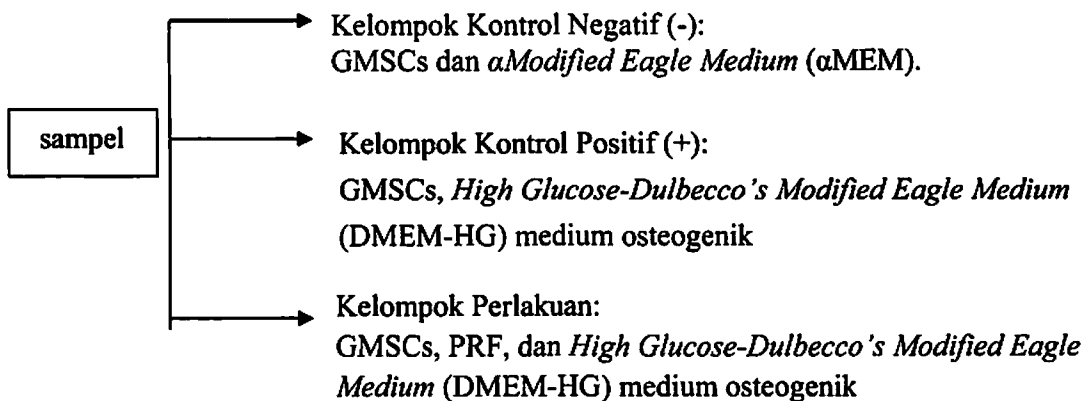 Kelompok Kontrol Negatif (-):
GMSCs dan αModified Eagle Medium (αMEM).
sampel
Kelompok Kontrol Positif (+):
GMSCs, High Glucose-Dulbecco's Modified Eagle Medium
(DMEM-HG) medium osteogenik
Kelompok Perlakuan:
GMSCs, PRF, dan High Glucose-Dulbecco's Modified Eagle
Medium (DMEM-HG) medium osteogenik